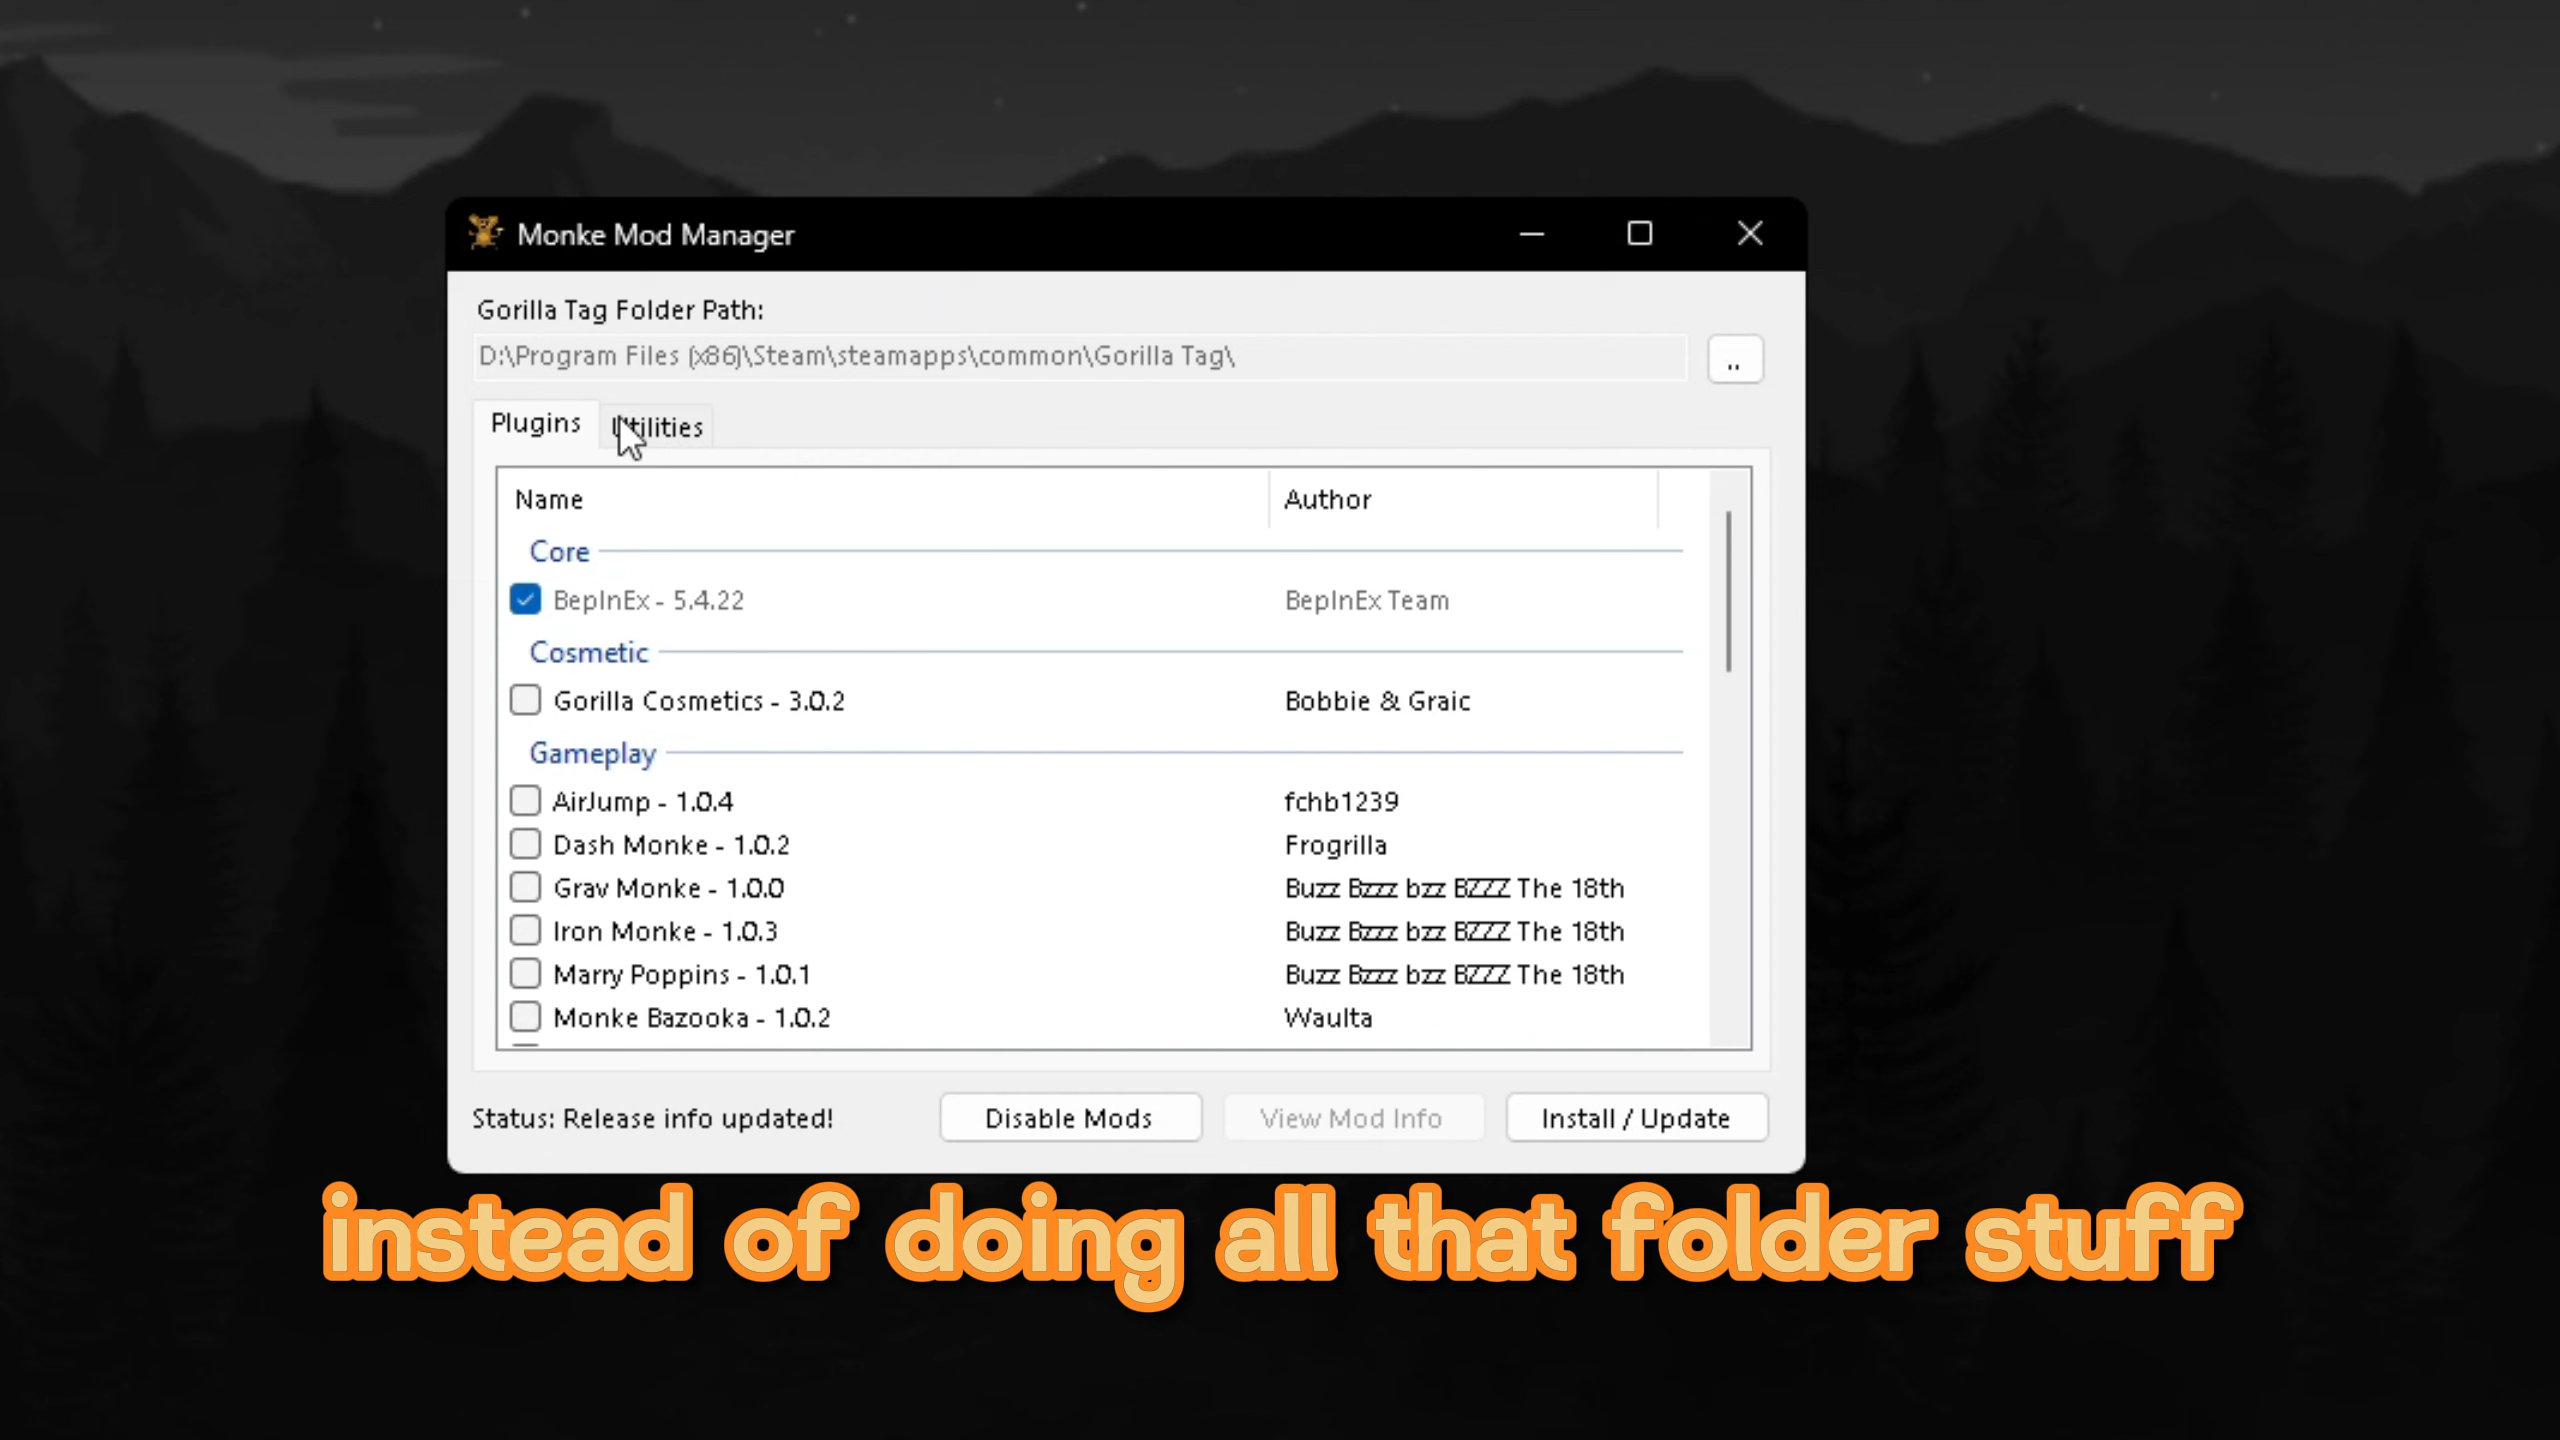 Monke Mod Manager
Gorilla Tag Folder Path:
D:\Program Files (x86)\Steam\steamapps\common\Gorilla Tag\
..
Plugins Utilities
Name Author
Core
BepInEx - 5.4.22 BepInEx Team
Cosmetic
Gorilla Cosmetics - 3.0.2 Bobbie & Graic
Gameplay
AirJump - 1.0.4 fchb1239
Dash Monke - 1.0.2 Frogrilla
Grav Monke - 1.0.0 Buzz Bzzz bzz BZZZ The 18th
Iron Monke - 1.0.3 Buzz Bzzz bzz BZZZ The 18th
Marry Poppins - 1.0.1 Buzz Bzzz bzz BZZZ The 18th
Monke Bazooka - 1.0.2 Waulta
Status: Release info updated! Disable Mods View Mod Info Install / Update
instead of doing all that folder stuff